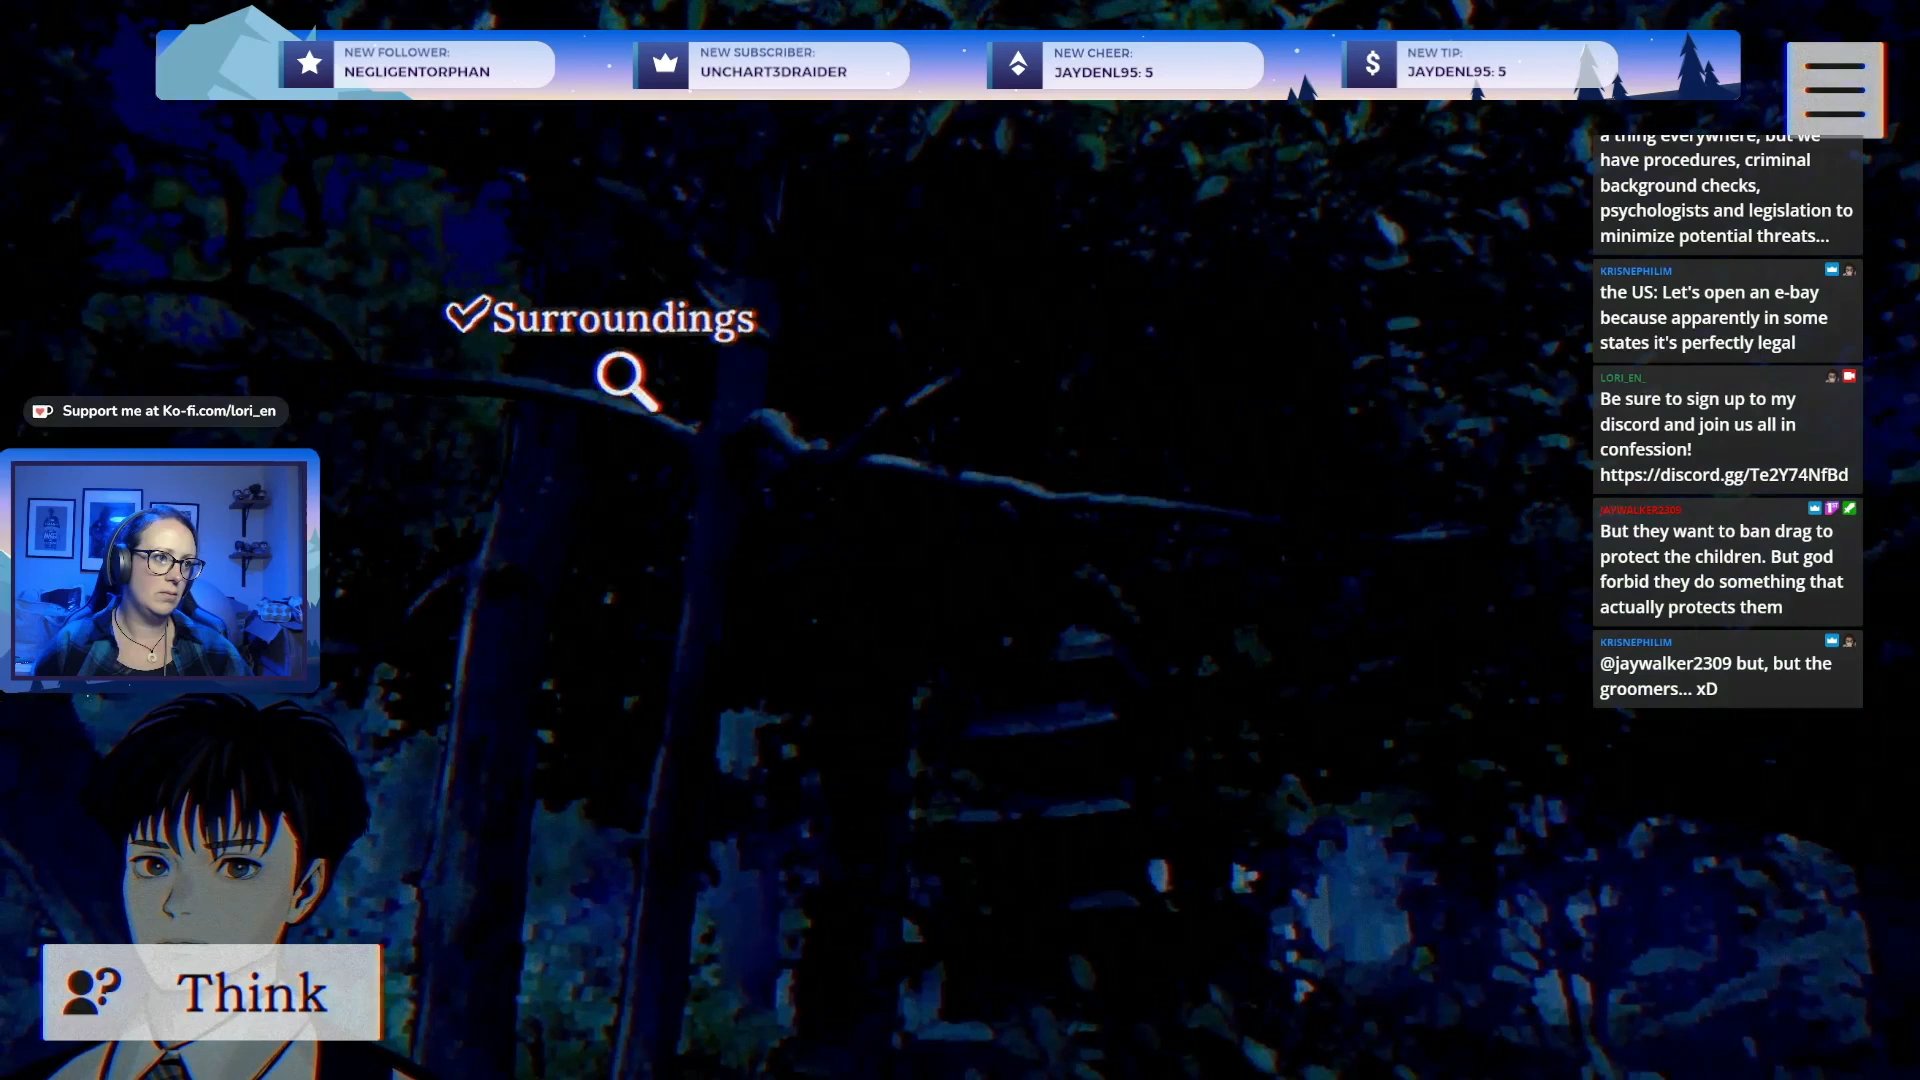 NEW FOLLOWER:
NEGLIGENTORPHAN
NEW SUBSCRIBER:
UNCHART3DRAIDER
NEW CHEER:
JAYDENL95: 5
NEW TIP:
JAYDENL95: 5
a thing everywhere, but we
have procedures, criminal
background checks,
psychologists and legislation to
minimize potential threats...
KRISNEPHILIM
the US: Let's open an e-bay
because apparently in some
states it's perfectly legal
LORI_EN_
Be sure to sign up to my
discord and join us all in
confession!
https://discord.gg/Te2Y74NfBd
JAYWALKER2309
But they want to ban drag to
protect the children. But god
forbid they do something that
actually protects them
KRISNEPHILIM
@jaywalker2309 but, but the
groomers... xD
Surroundings
Support me at Ko-fi.com/lori_en
Think